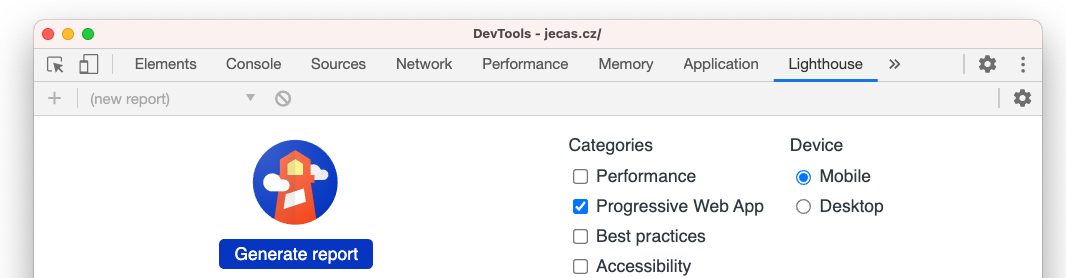 DevTools - jecas.cz/
Elements Console Sources Network Performance Memory Application Lighthouse »
+ (new report)
Categories Device
Performance Mobile
Progressive Web App Desktop
Best practices
Generate report
Accessibility